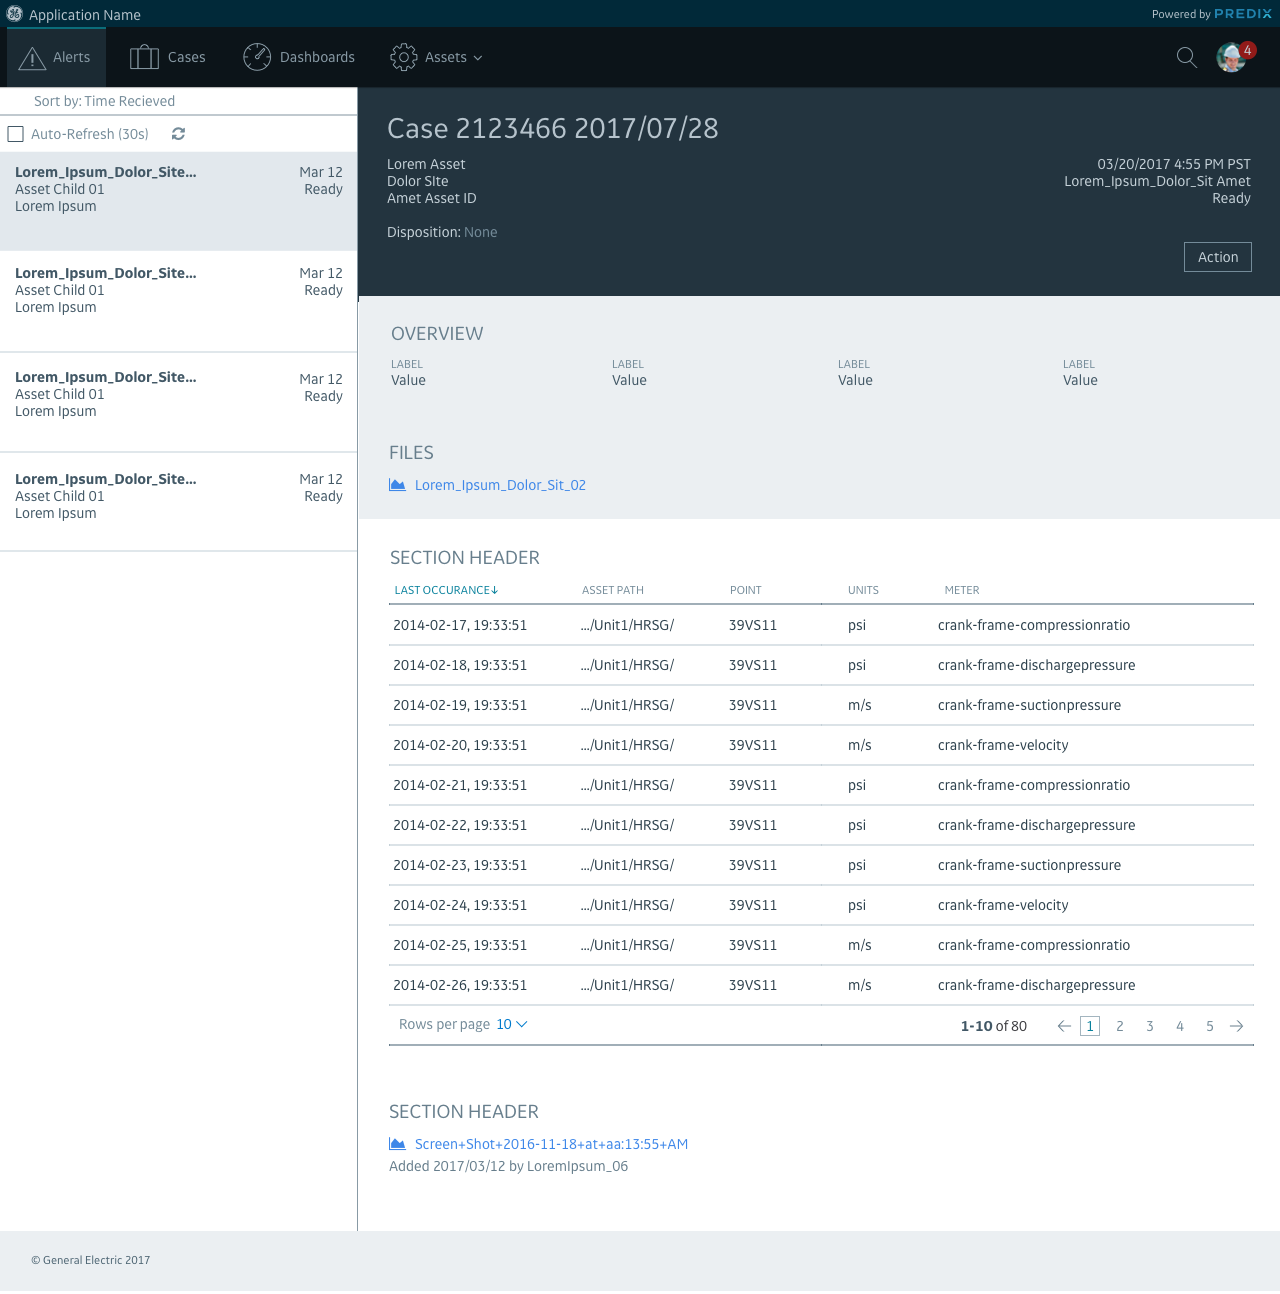 Application Name
Powered by PREDIX
Alerts
Cases
Dashboards
Assets
4
Sort by: Time Recieved
Auto-Refresh (30s)
Lorem_Ipsum_Dolor_Site... Mar 12
Asset Child 01 Ready
Lorem Ipsum
Lorem_Ipsum_Dolor_Site... Mar 12
Asset Child 01 Ready
Lorem Ipsum
Lorem_Ipsum_Dolor_Site... Mar 12
Asset Child 01 Ready
Lorem Ipsum
Lorem_Ipsum_Dolor_Site... Mar 12
Asset Child 01 Ready
Lorem Ipsum
Case 2123466 2017/07/28
Lorem Asset 03/20/2017 4:55 PM PST
Dolor SIte Lorem_Ipsum_Dolor_Sit Amet
Amet Asset ID Ready
Disposition: None
Action
OVERVIEW
LABEL LABEL LABEL LABEL
Value Value Value Value
FILES
Lorem_Ipsum_Dolor_Sit_02
SECTION HEADER
LAST OCCURANCE↓ ASSET PATH POINT UNITS METER
2014-02-17, 19:33:51 .../Unit1/HRSG/ 39VS11 psi crank-frame-compressionratio
2014-02-18, 19:33:51 .../Unit1/HRSG/ 39VS11 psi crank-frame-dischargepressure
2014-02-19, 19:33:51 .../Unit1/HRSG/ 39VS11 m/s crank-frame-suctionpressure
2014-02-20, 19:33:51 .../Unit1/HRSG/ 39VS11 m/s crank-frame-velocity
2014-02-21, 19:33:51 .../Unit1/HRSG/ 39VS11 psi crank-frame-compressionratio
2014-02-22, 19:33:51 .../Unit1/HRSG/ 39VS11 psi crank-frame-dischargepressure
2014-02-23, 19:33:51 .../Unit1/HRSG/ 39VS11 psi crank-frame-suctionpressure
2014-02-24, 19:33:51 .../Unit1/HRSG/ 39VS11 psi crank-frame-velocity
2014-02-25, 19:33:51 .../Unit1/HRSG/ 39VS11 m/s crank-frame-compressionratio
2014-02-26, 19:33:51 .../Unit1/HRSG/ 39VS11 m/s crank-frame-dischargepressure
Rows per page 10 1-10 of 80 ← 1 2 3 4 5 →
SECTION HEADER
Screen+Shot+2016-11-18+at+aa:13:55+AM
Added 2017/03/12 by LoremIpsum_06
© General Electric 2017